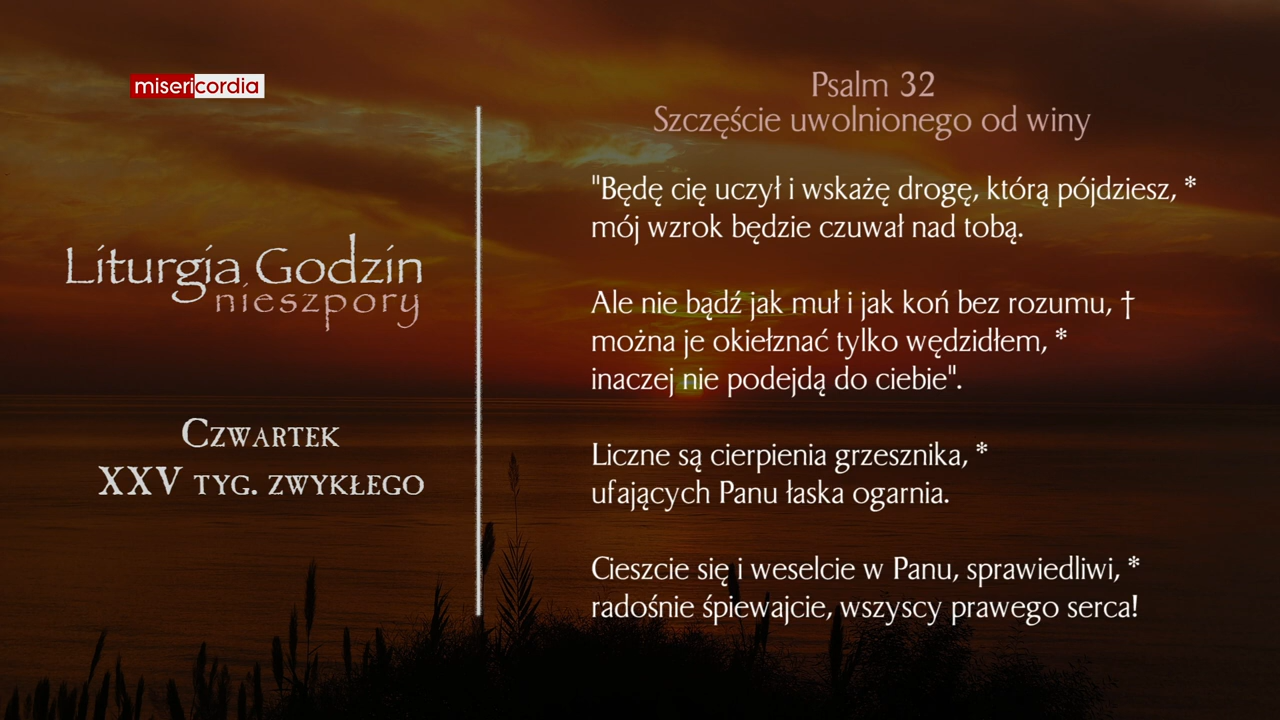 misericordia
Liturgia Godzin
nieszpory
Czwartek
XXV tyg. zwykłego
Psalm 32
Szczęście uwolnionego od winy
"Będę cię uczył i wskażę drogę, którą pójdziesz, *
mój wzrok będzie czuwał nad tobą.
Ale nie bądź jak muł i jak koń bez rozumu, †
można je okiełznać tylko wędzidłem, *
inaczej nie podejdą do ciebie".
Liczne są cierpienia grzesznika, *
ufających Panu łaska ogarnia.
Cieszcie się i weselcie w Panu, sprawiedliwi, *
radośnie śpiewajcie, wszyscy prawego serca!